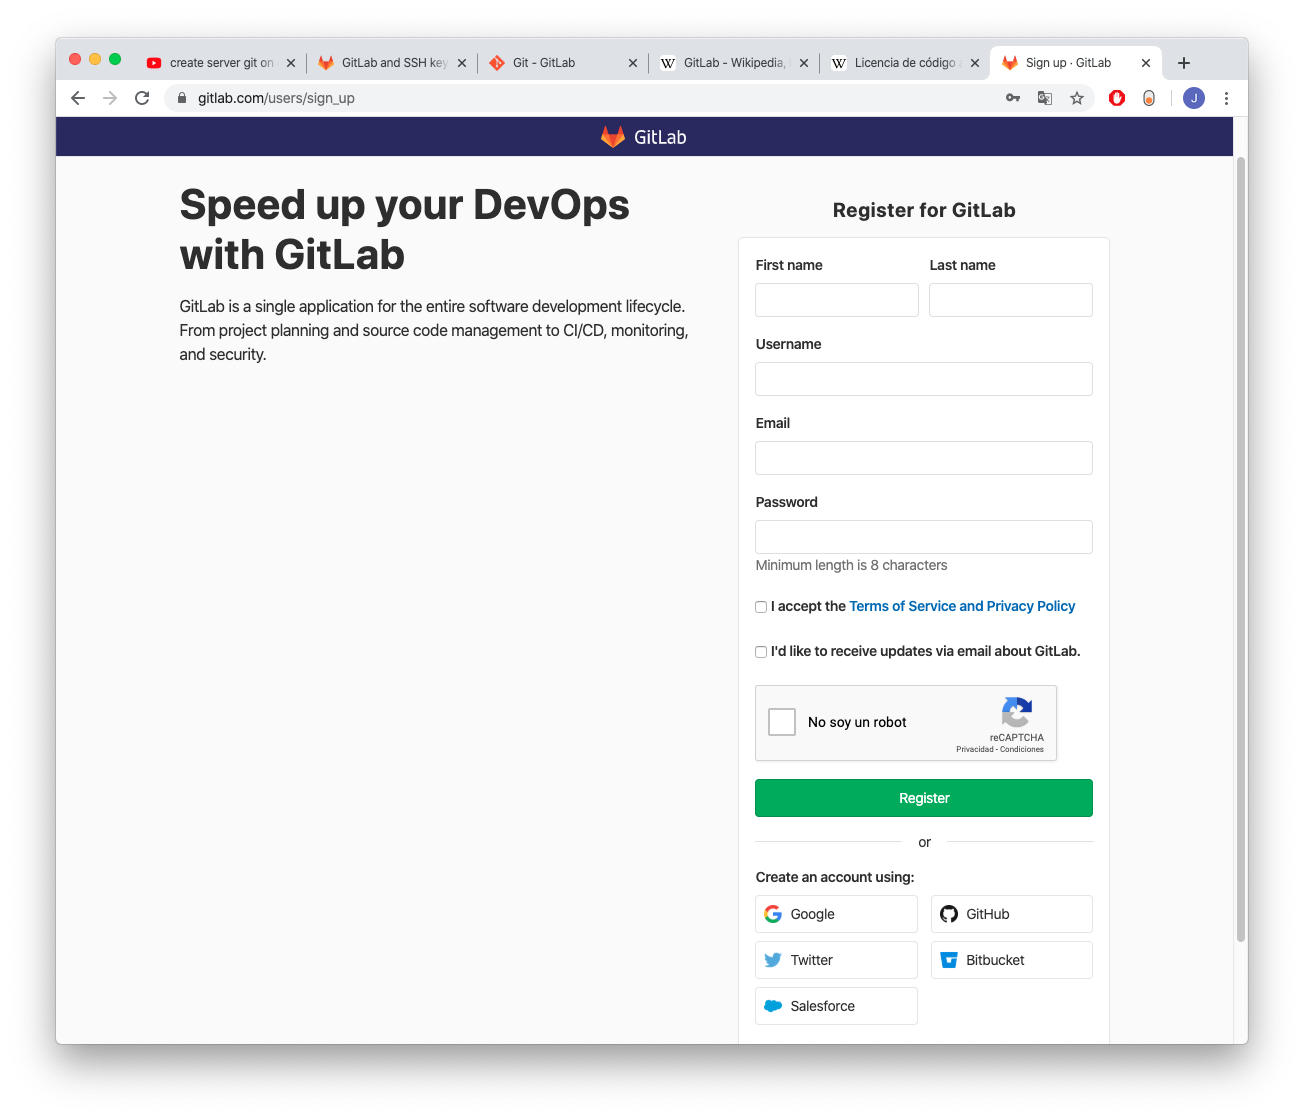 create server git on
GitLab and SSH key
Git - GitLab
GitLab - Wikipedia,
Licencia de código
Sign up · GitLab
gitlab.com/users/sign_up
J
GitLab
Speed up your DevOps
with GitLab
GitLab is a single application for the entire software development lifecycle.
From project planning and source code management to CI/CD, monitoring,
and security.
Register for GitLab
First name
Last name
Username
Email
Password
Minimum length is 8 characters
I accept the Terms of Service and Privacy Policy
I'd like to receive updates via email about GitLab.
No soy un robot
reCAPTCHA
Privacidad - Condiciones
Register
or
Create an account using:
Google
GitHub
Twitter
Bitbucket
Salesforce